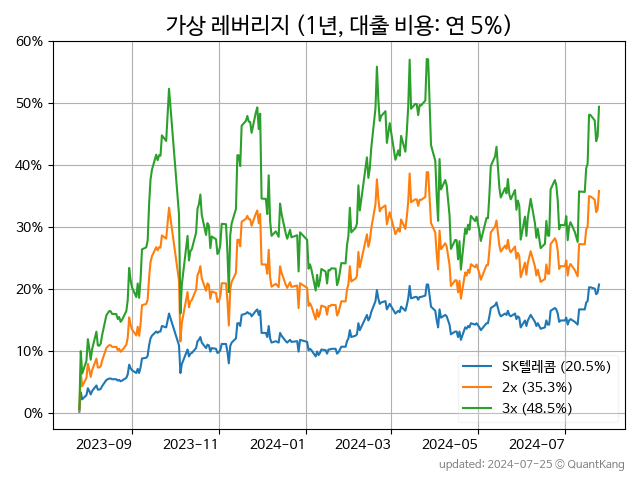 가상 레버리지 (1년, 대출 비용: 연 5%)
60%
50%
40%
30%
20%
10%
0%
SK텔레콤 (20.5%)
2x (35.3%)
3x (48.5%)
2023-09
2023-11
2024-01
2024-03
2024-05
2024-07
updated: 2024-07-25 © QuantKang